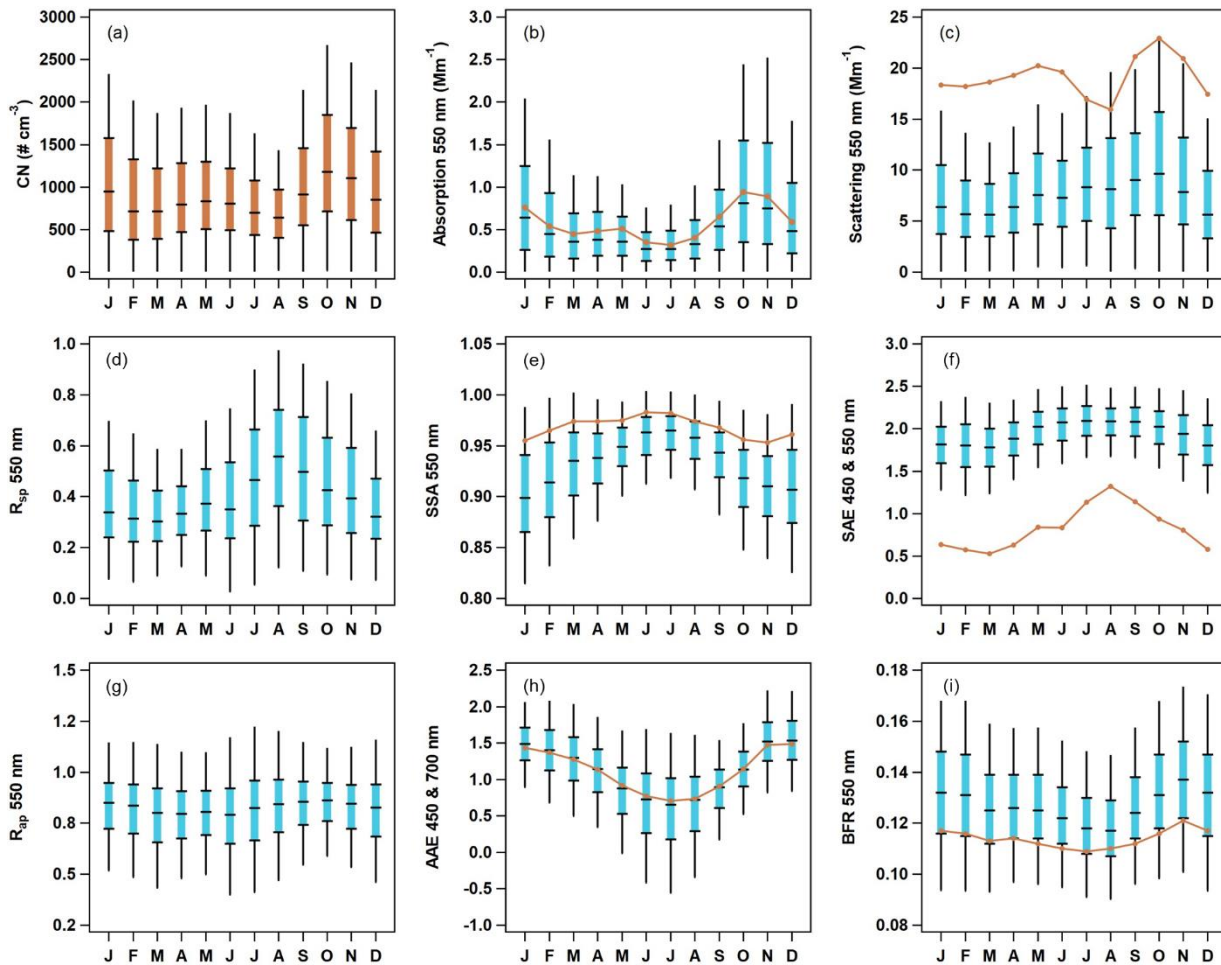 (a)
CN (# cm-3)
3000
2500
2000
1500
1000
500
0
J F M A M J J A S O N D
(b)
Absorption 550 nm (Mm-1)
3.0
2.5
2.0
1.5
1.0
0.5
0.0
J F M A M J J A S O N D
(c)
Scattering 550 nm (Mm-1)
25
20
15
10
5
0
J F M A M J J A S O N D
(d)
Rsp 550 nm
1.0
0.8
0.6
0.4
0.2
0.0
J F M A M J J A S O N D
(e)
SSA 550 nm
1.05
1.00
0.95
0.90
0.85
0.80
J F M A M J J A S O N D
(f)
SAE 450 & 550 nm
3.0
2.5
2.0
1.5
1.0
0.5
0.0
J F M A M J J A S O N D
(g)
Rap 550 nm
1.5
1.2
1.0
0.8
0.5
0.2
J F M A M J J A S O N D
(h)
AAE 450 & 700 nm
2.5
2.0
1.5
1.0
0.5
0.0
-0.5
-1.0
J F M A M J J A S O N D
(i)
BFR 550 nm
0.18
0.16
0.14
0.12
0.10
0.08
J F M A M J J A S O N D